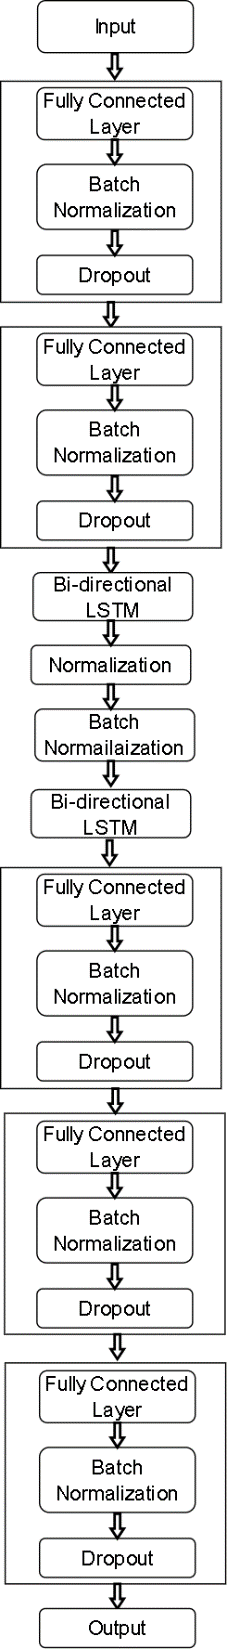 Input
Fully Connected
Layer
Batch
Normalization
Dropout
Fully Connected
Layer
Batch
Normalization
Dropout
Bi-directional
LSTM
Normalization
Batch
Normailaization
Bi-directional
LSTM
Fully Connected
Layer
Batch
Normalization
Dropout
Fully Connected
Layer
Batch
Normalization
Dropout
Fully Connected
Layer
Batch
Normalization
Dropout
Output